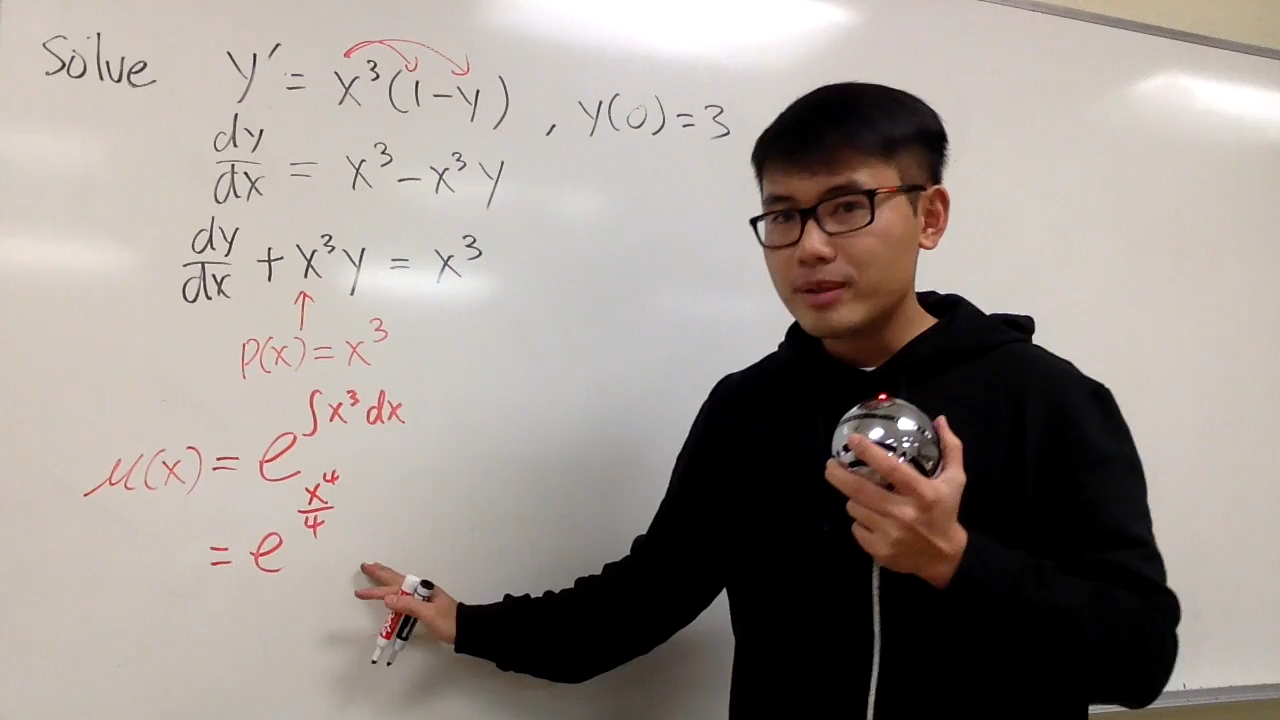 Solve y' = x³(1-y) , y(0)=3
dy/dx = x³-x³y
dy/dx + x³y = x³
p(x)=x³
μ(x)=e^∫x³dx
=e^x⁴/4